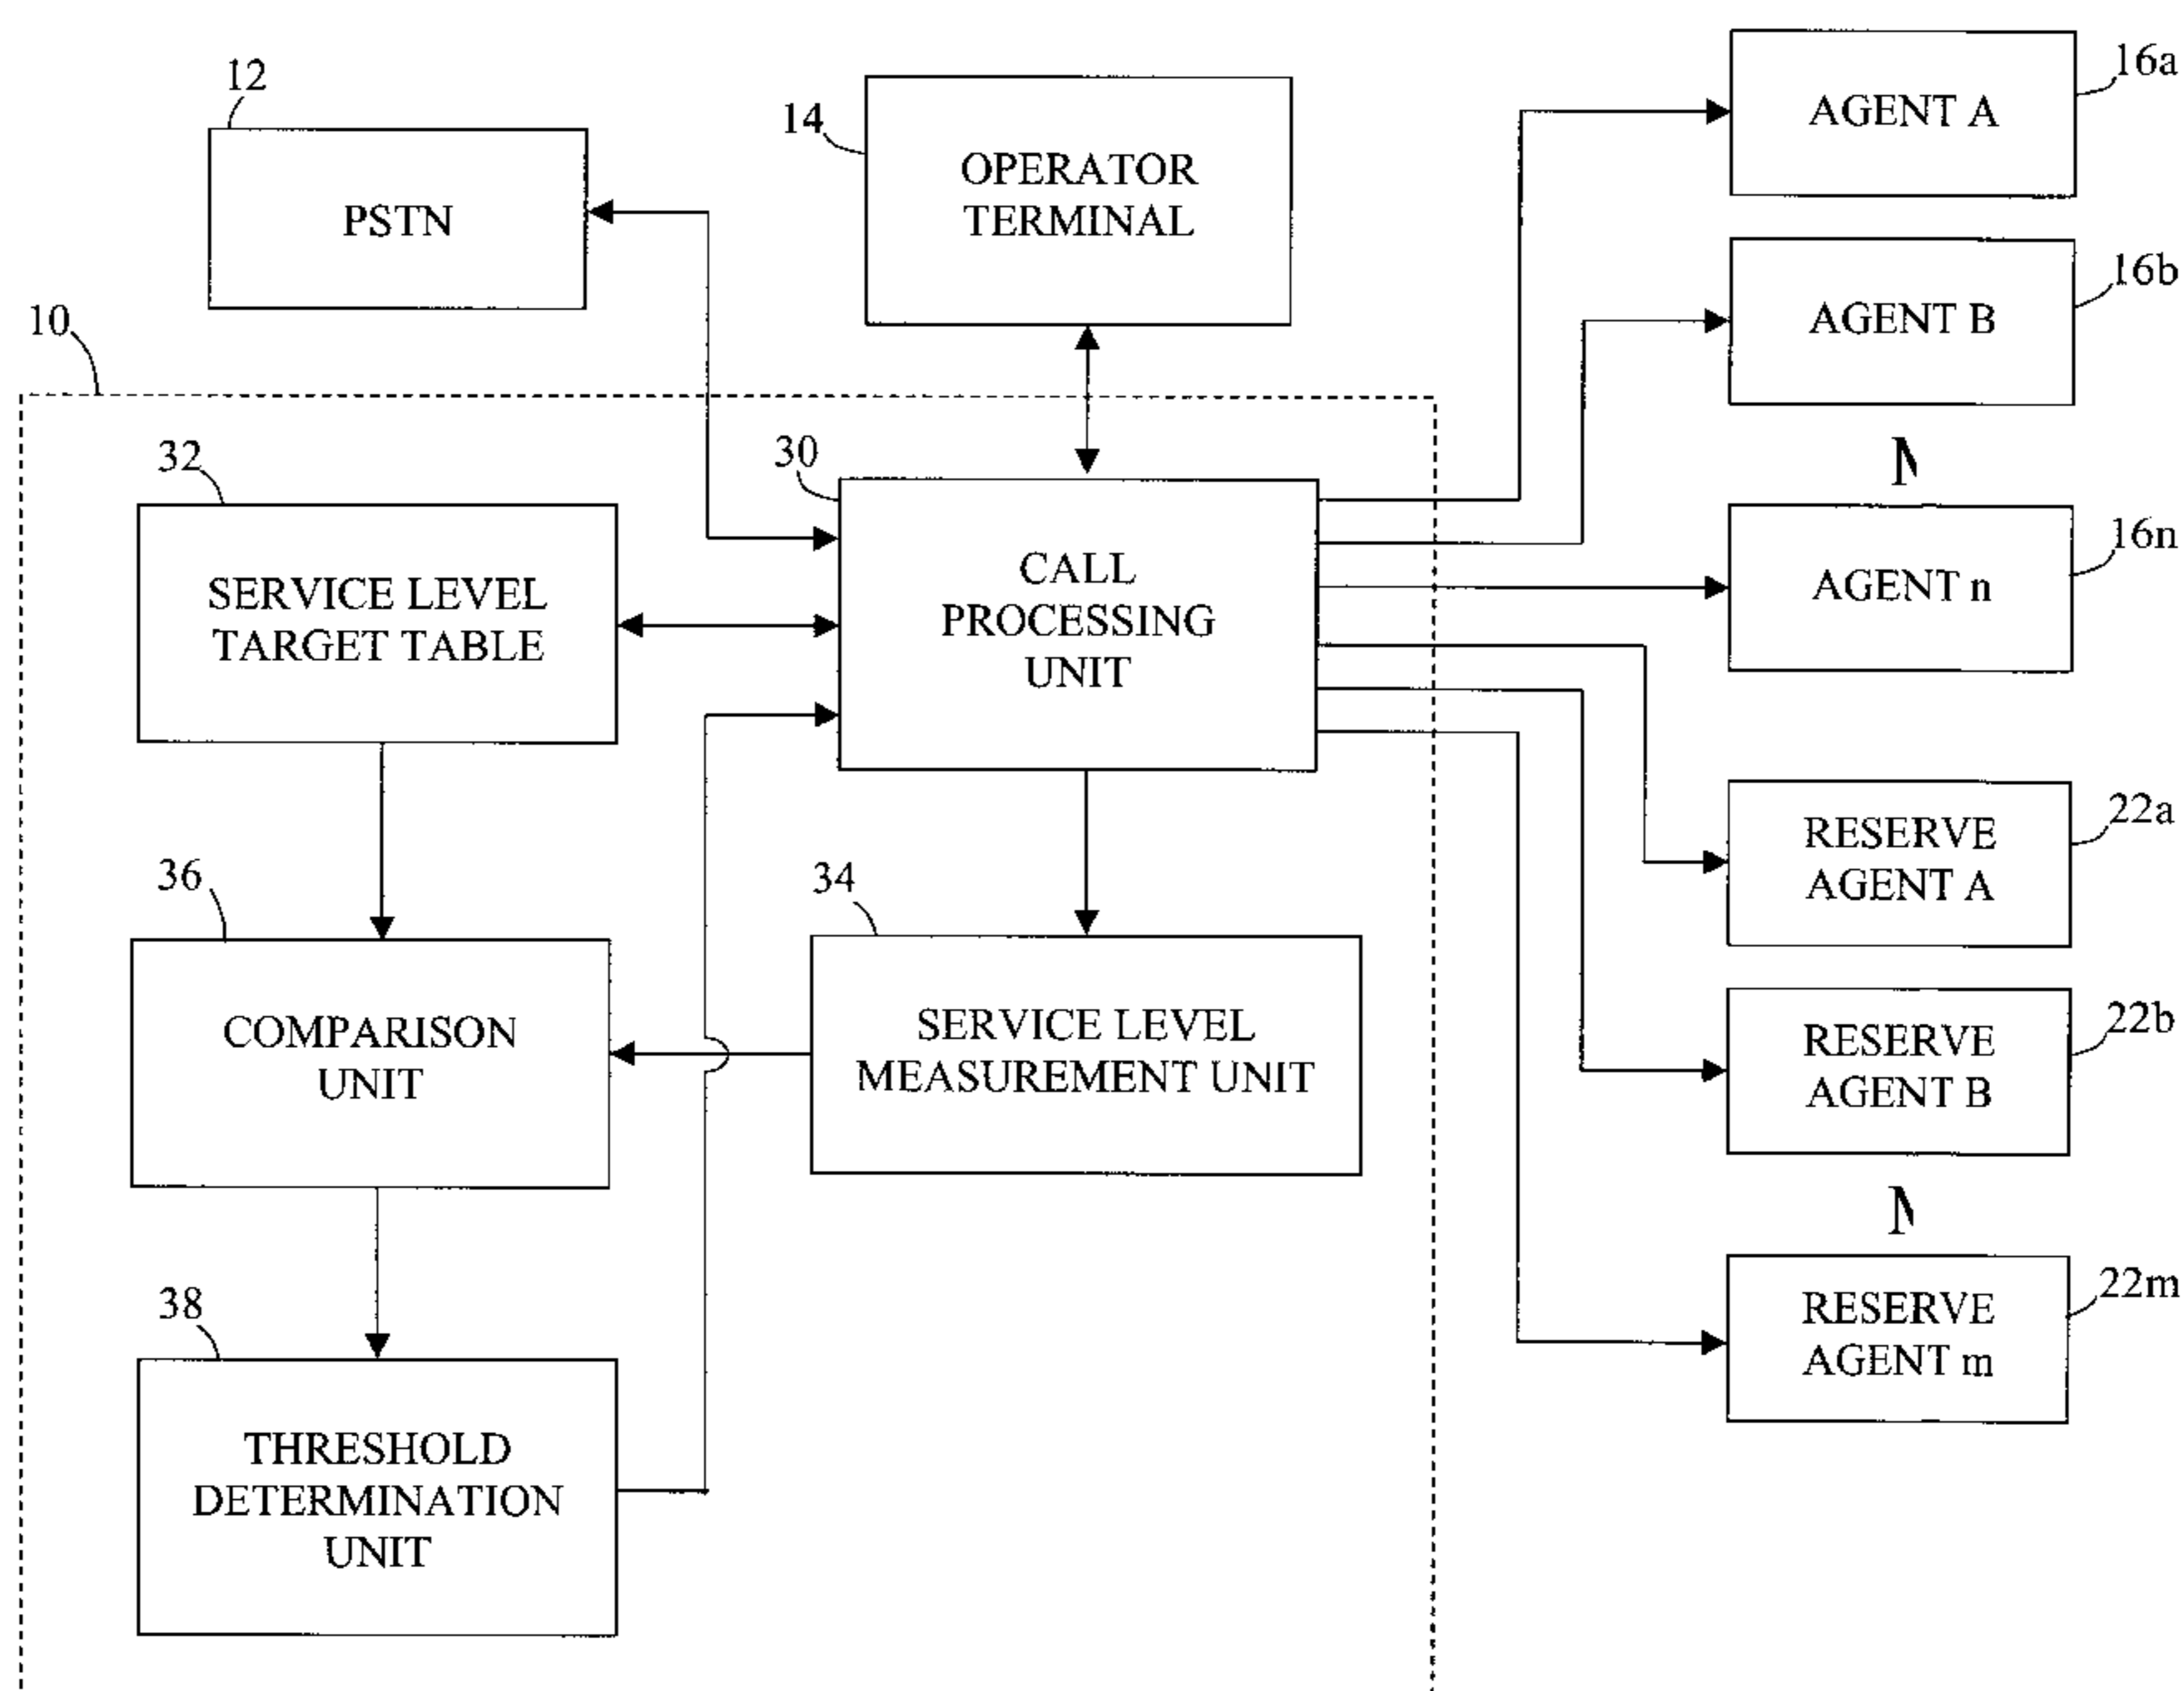 12
PSTN
14
OPERATOR
TERMINAL
16a
AGENT A
16b
AGENT B
10
32
SERVICE LEVEL
TARGET TABLE
30
CALL
PROCESSING
UNIT
16n
AGENT n
22a
RESERVE
AGENT A
36
COMPARISON
UNIT
34
SERVICE LEVEL
MEASUREMENT UNIT
22b
RESERVE
AGENT B
22m
RESERVE
AGENT m
38
THRESHOLD
DETERMINATION
UNIT